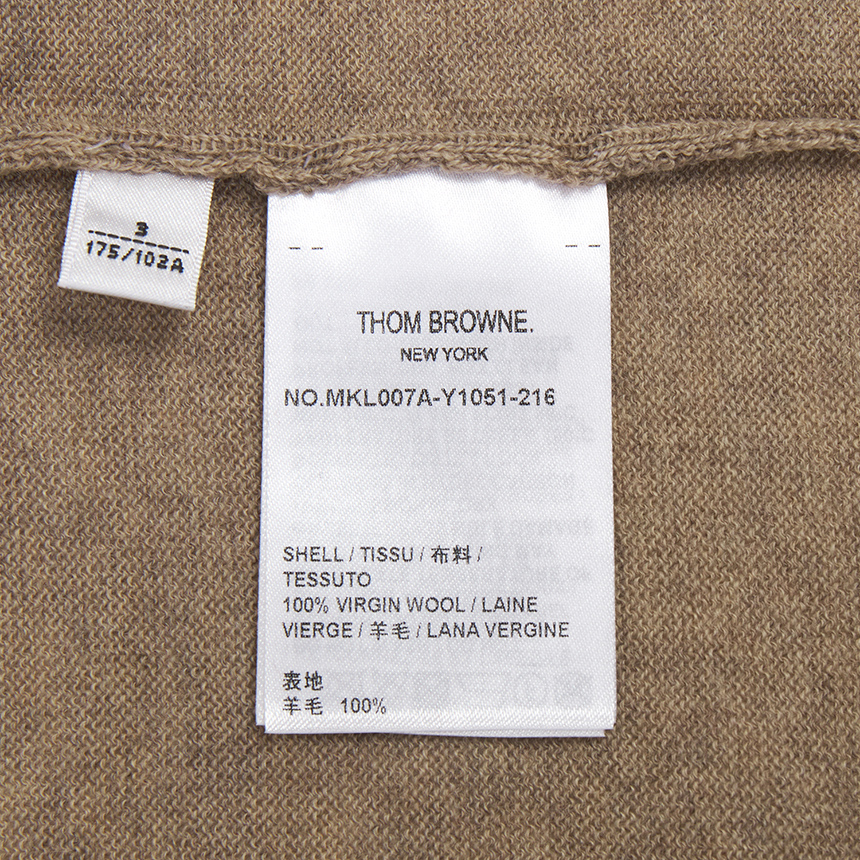 3
175/102A
THOM BROWNE.
NEW YORK
NO.MKL007A-Y1051-216
SHELL / TISSU / 布料 /
TESSUTO
100% VIRGIN WOOL / LAINE
VIERGE / 羊毛 / LANA VERGINE
表地
羊毛 100%